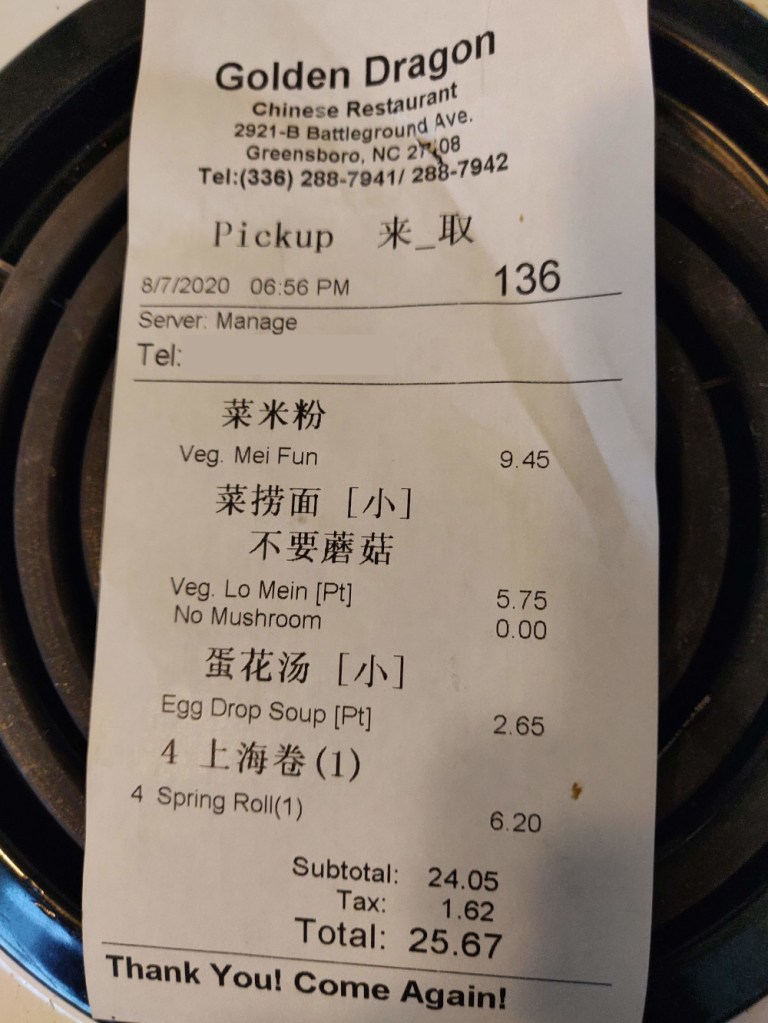 Golden Dragon
Chinese Restaurant
2921-B Battleground Ave.
Greensboro, NC
Tel:(336) 288-7941/ 288-7942
Pickup 来_取
8/7/2020 06:56 PM 136
Server: Manage
Tel:
菜米粉
Veg. Mei Fun 9.45
菜捞面 [小]
不要蘑菇
Veg. Lo Mein [Pt] 5.75
No Mushroom 0.00
蛋花汤 [小]
Egg Drop Soup [Pt] 2.65
4 上海卷(1)
4 Spring Roll(1) 6.20
Subtotal: 24.05
Tax: 1.62
Total: 25.67
Thank You! Come Again!